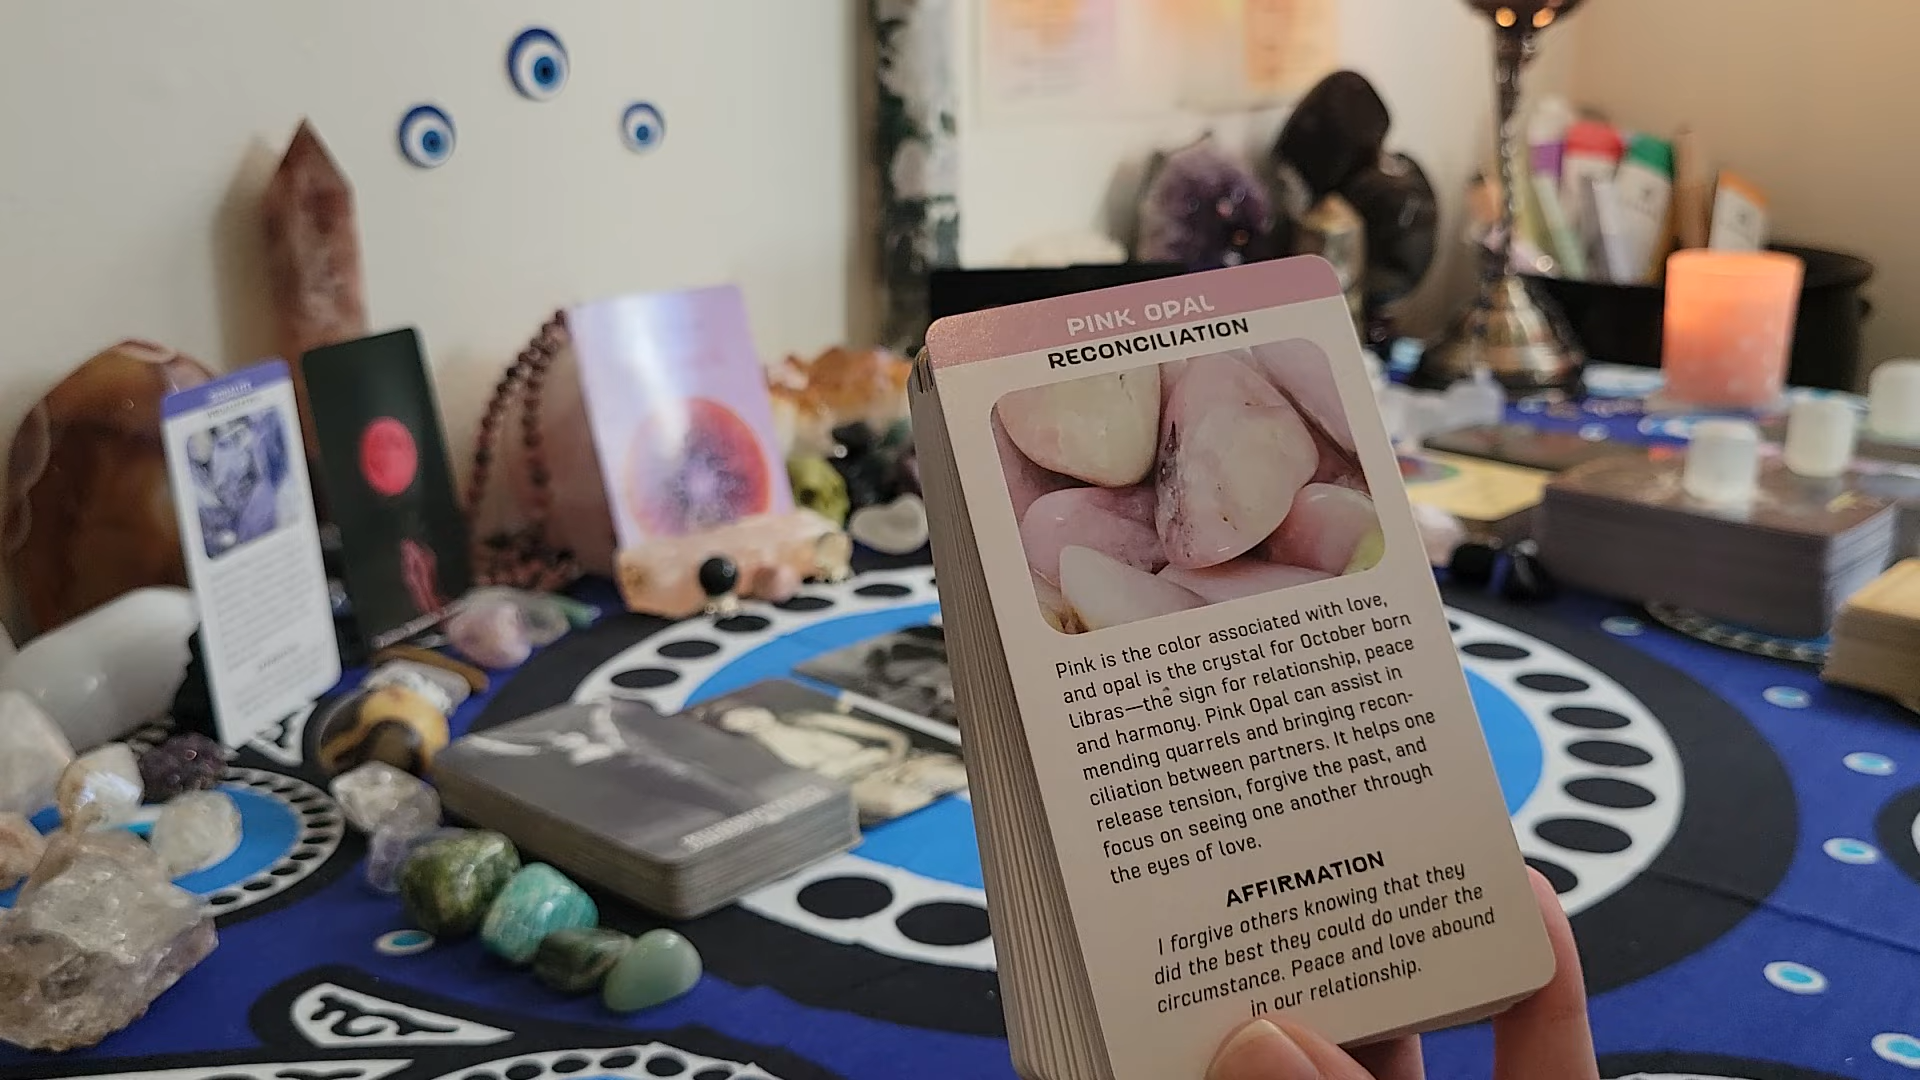 PINK OPAL
RECONCILIATION
Pink is the color associated with love,
and opal is the crystal for October born
Libras—the sign for relationship, peace
and harmony. Pink Opal can assist in
mending quarrels and bringing recon-
ciliation between partners. It helps one
release tension, forgive the past, and
focus on seeing one another through
the eyes of love.
AFFIRMATION
I forgive others knowing that they
did the best they could do under the
circumstance. Peace and love abound
in our relationship.